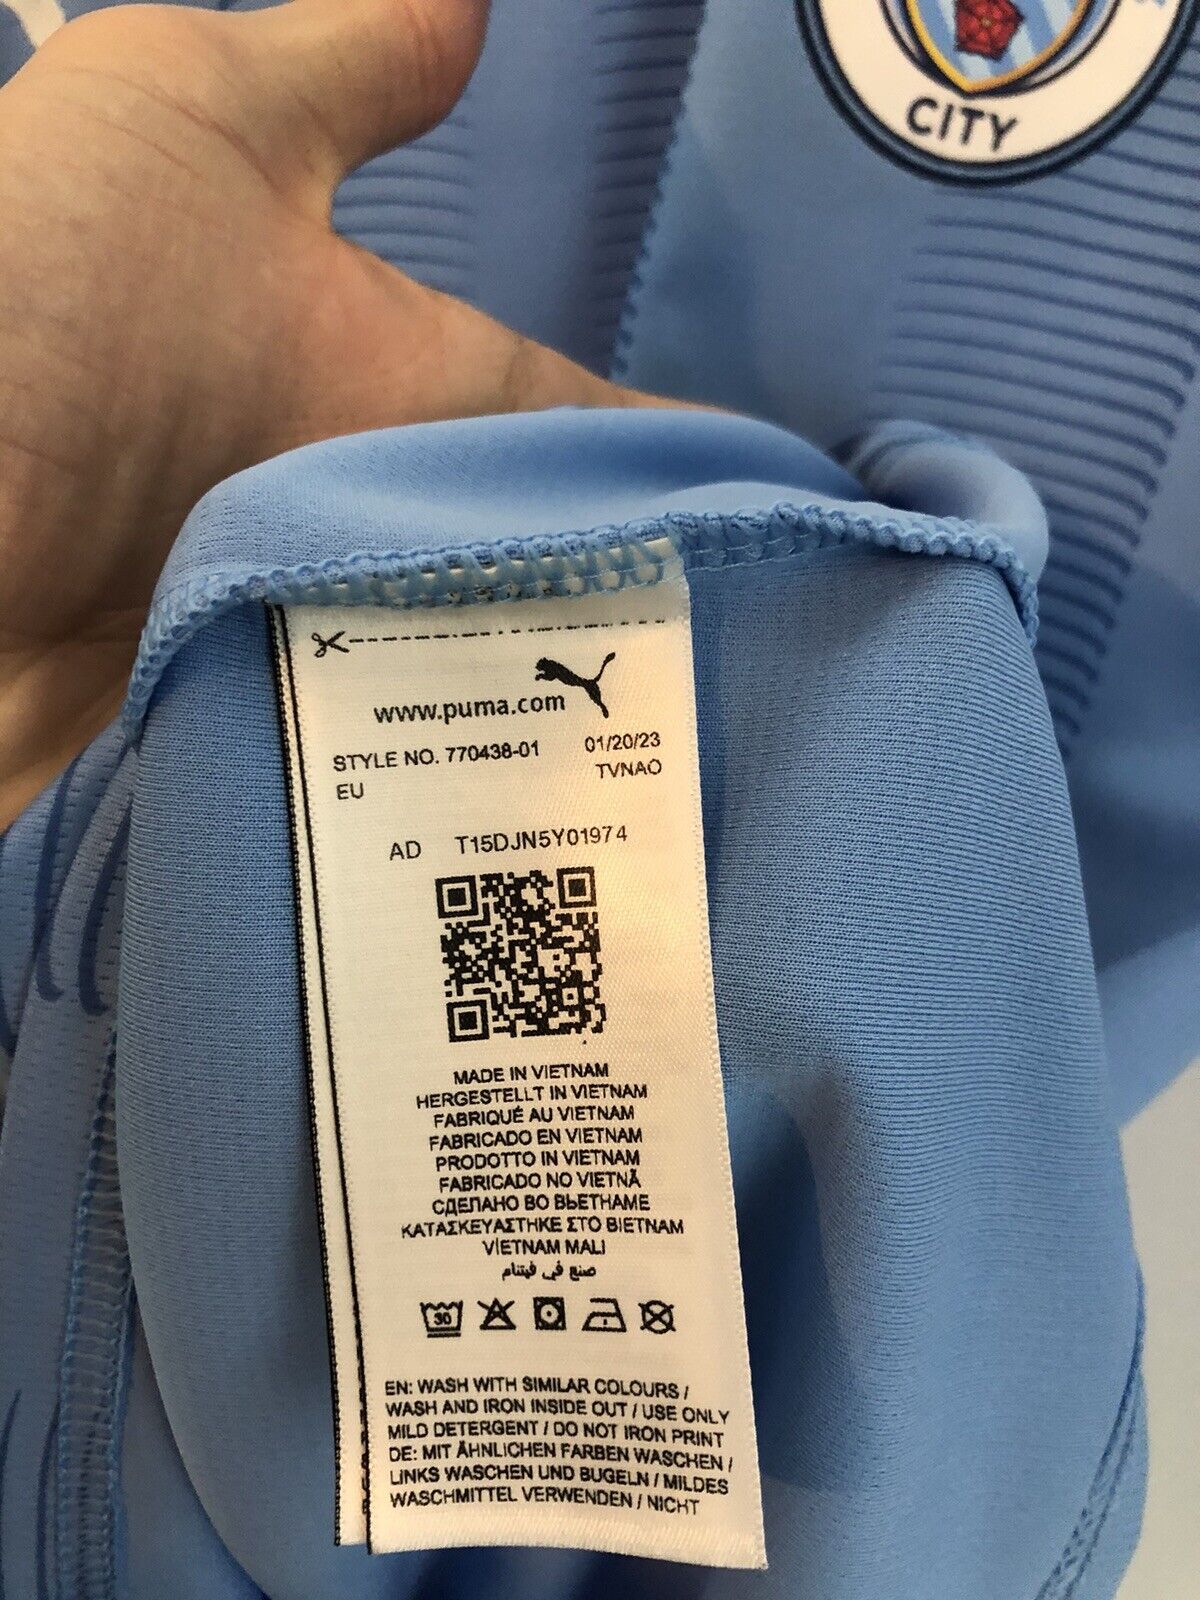 CITY
www.puma.com
STYLE NO. 770438-01 01/20/23
EU TVNAO
AD T15DJN5Y01974
MADE IN VIETNAM
HERGESTELLT IN VIETNAM
FABRIQUÉ AU VIETNAM
FABRICADO EN VIETNAM
PRODOTTO IN VIETNAM
FABRICADO NO VIETNÃ
СДЕЛАНО ВО ВЬЕТНАМЕ
ΚΑΤΑΣΚΕΥΑΣΤΗΚΕ ΣΤΟ ΒΙΕΤΝΑΜ
VİETNAM MALI
صنع في فيتنام
30
EN: WASH WITH SIMILAR COLOURS /
WASH AND IRON INSIDE OUT / USE ONLY
MILD DETERGENT / DO NOT IRON PRINT
DE: MIT ÄHNLICHEN FARBEN WASCHEN /
LINKS WASCHEN UND BUGELN / MILDES
WASCHMITTEL VERWENDEN / NICHT